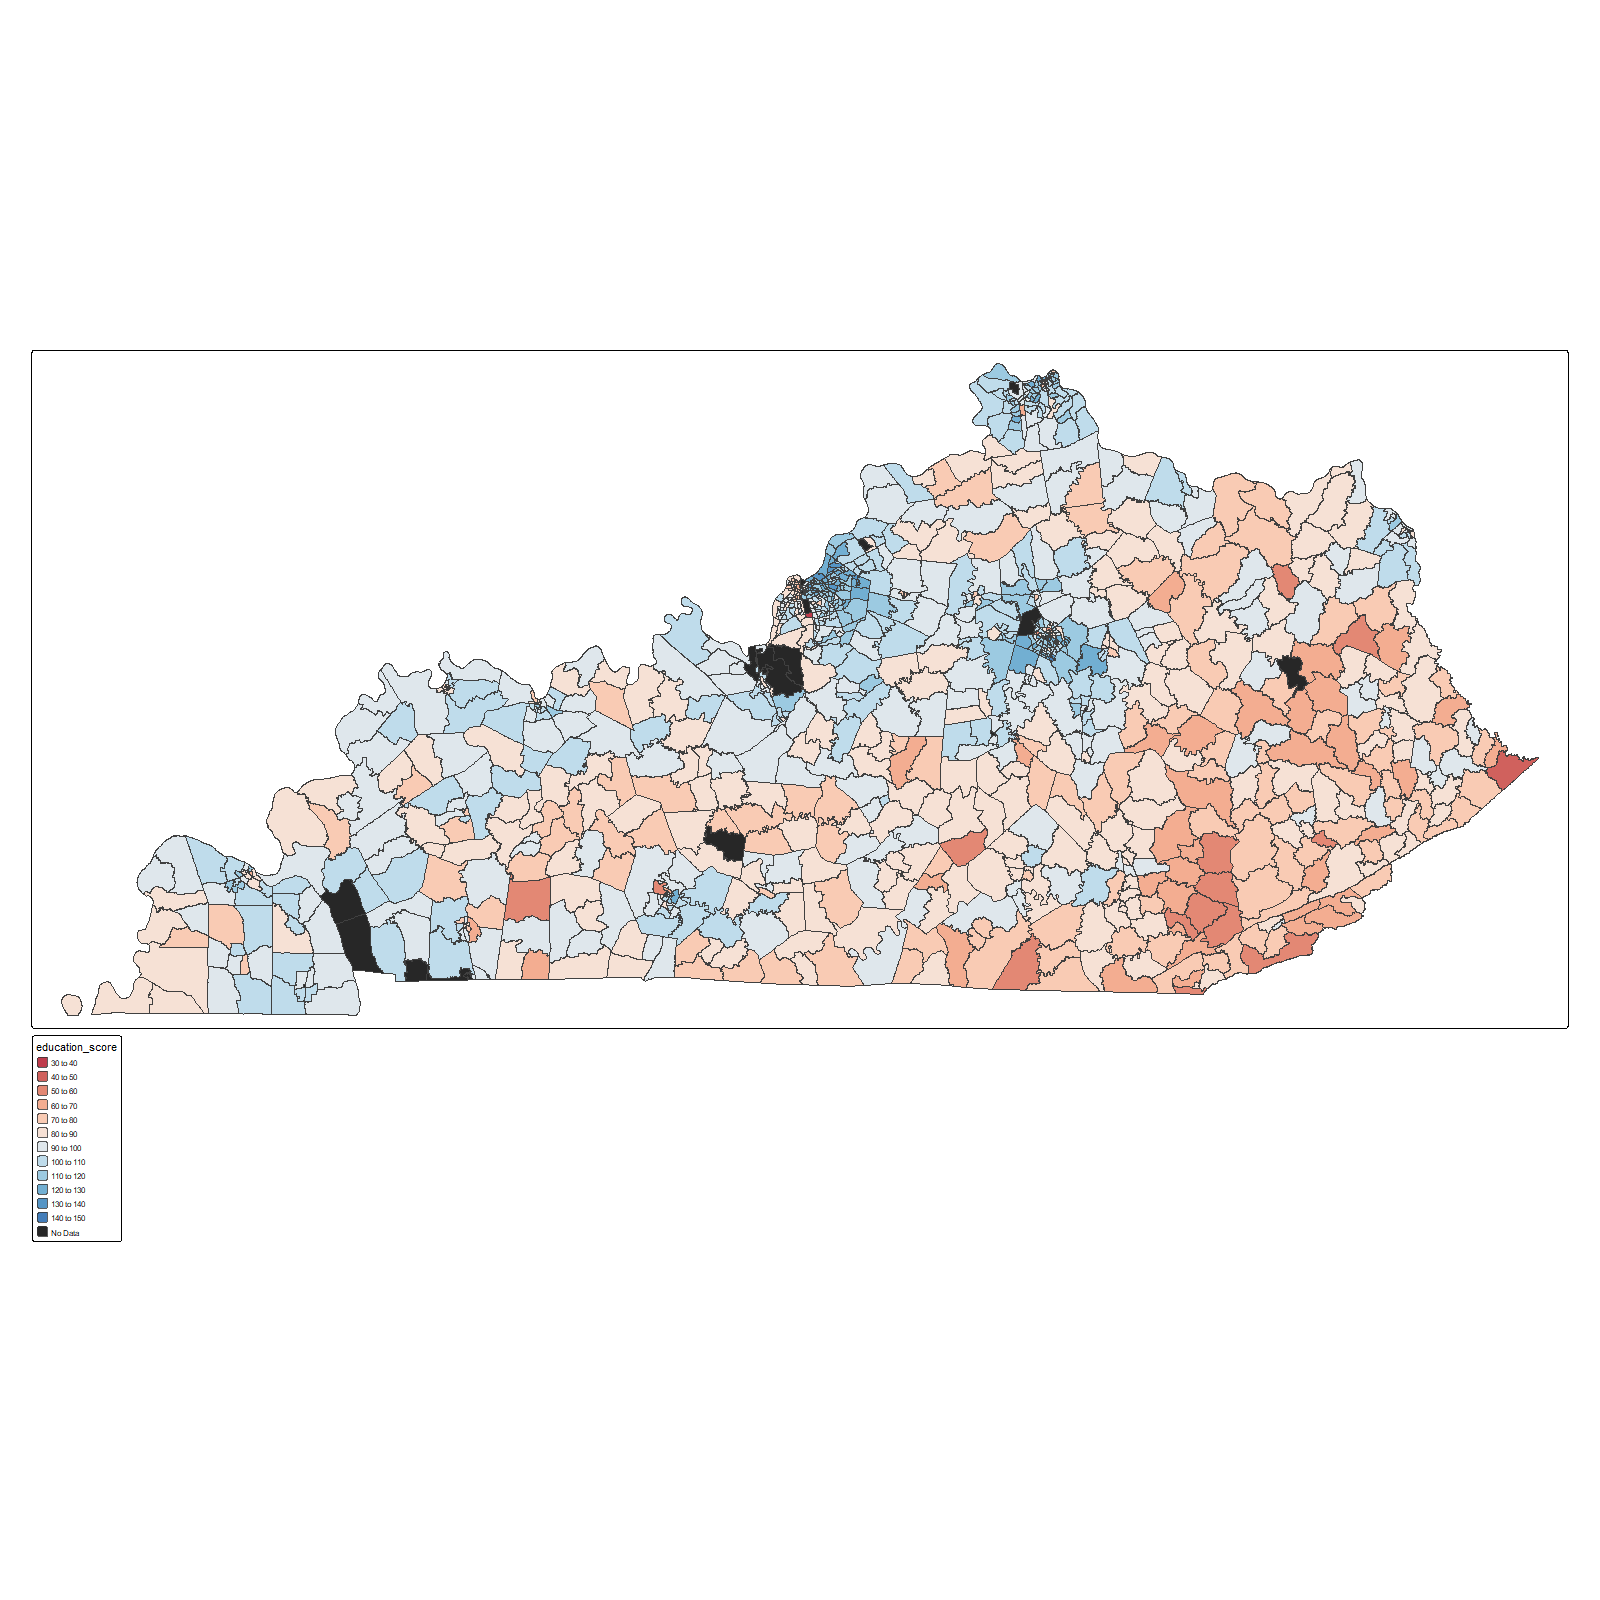 education_score
30 to 40
40 to 50
50 to 60
60 to 70
70 to 80
80 to 90
90 to 100
100 to 110
110 to 120
120 to 130
130 to 140
140 to 150
No Data